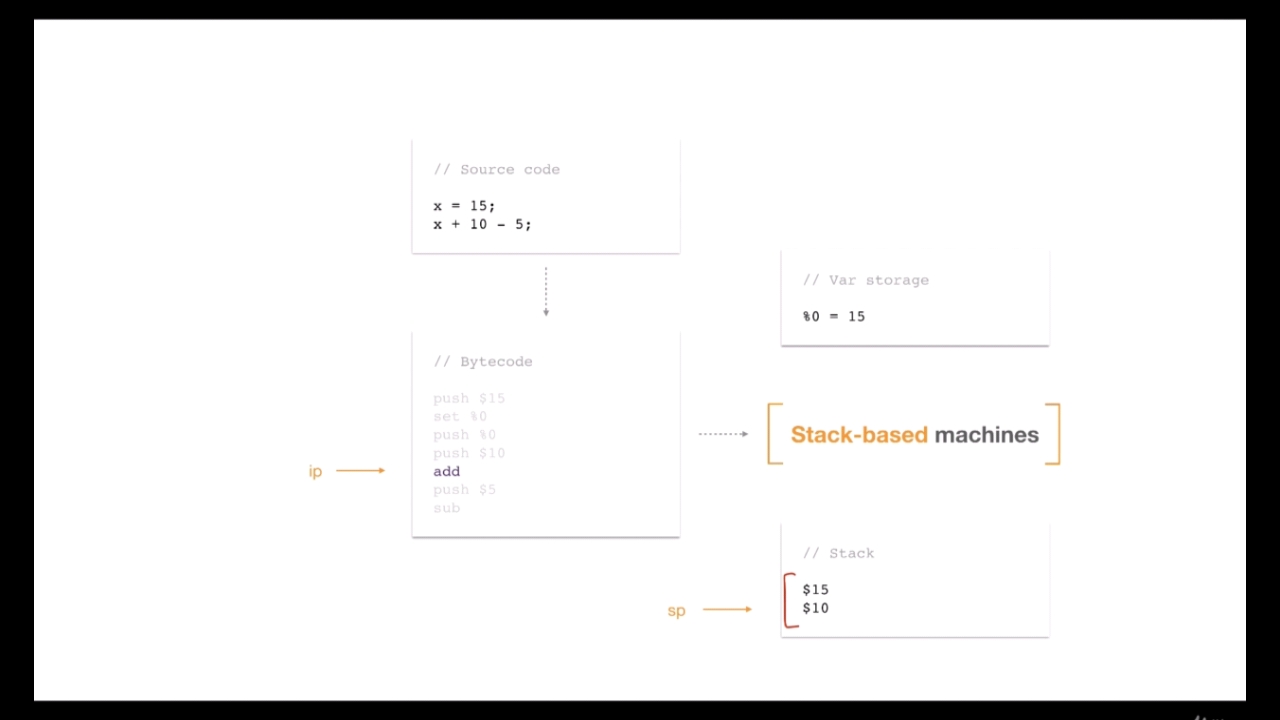 // Source code
x = 15;
x + 10 - 5;
// Var storage
%0 = 15
// Bytecode
push $15
set %0
push %0
push $10
ip
add
push $5
sub
Stack-based machines
// Stack
$15
sp
$10